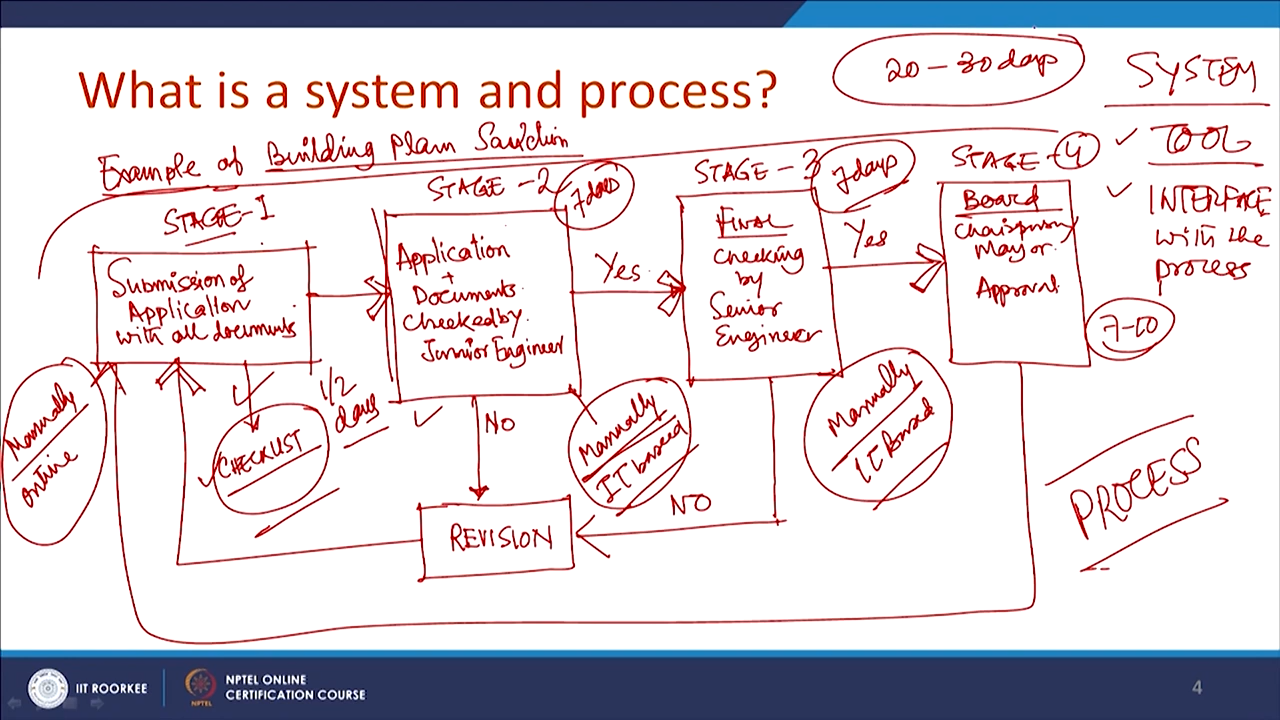 What is a system and process?
20 - 30 days
SYSTEM
TOOL
INTERFACE
with the
process
Example of Building Plan Sanction
STAGE-1
Submission of
Application
with all documents
Manually
online
CHECKLIST
1/2
days
STAGE -2
7 days
Application
+
Documents
Checked by
Junior Engineer
Yes
NO
Manually
IT based
REVISION
STAGE - 3
7 days
FINAL
Checking
by
Senior
Engineer
Yes
NO
Manually
IT Based
STAGE - 4
Board
Mayor
Approval
7-10
PROCESS
IIT ROORKEE
NPTEL
NPTEL ONLINE
CERTIFICATION COURSE
4